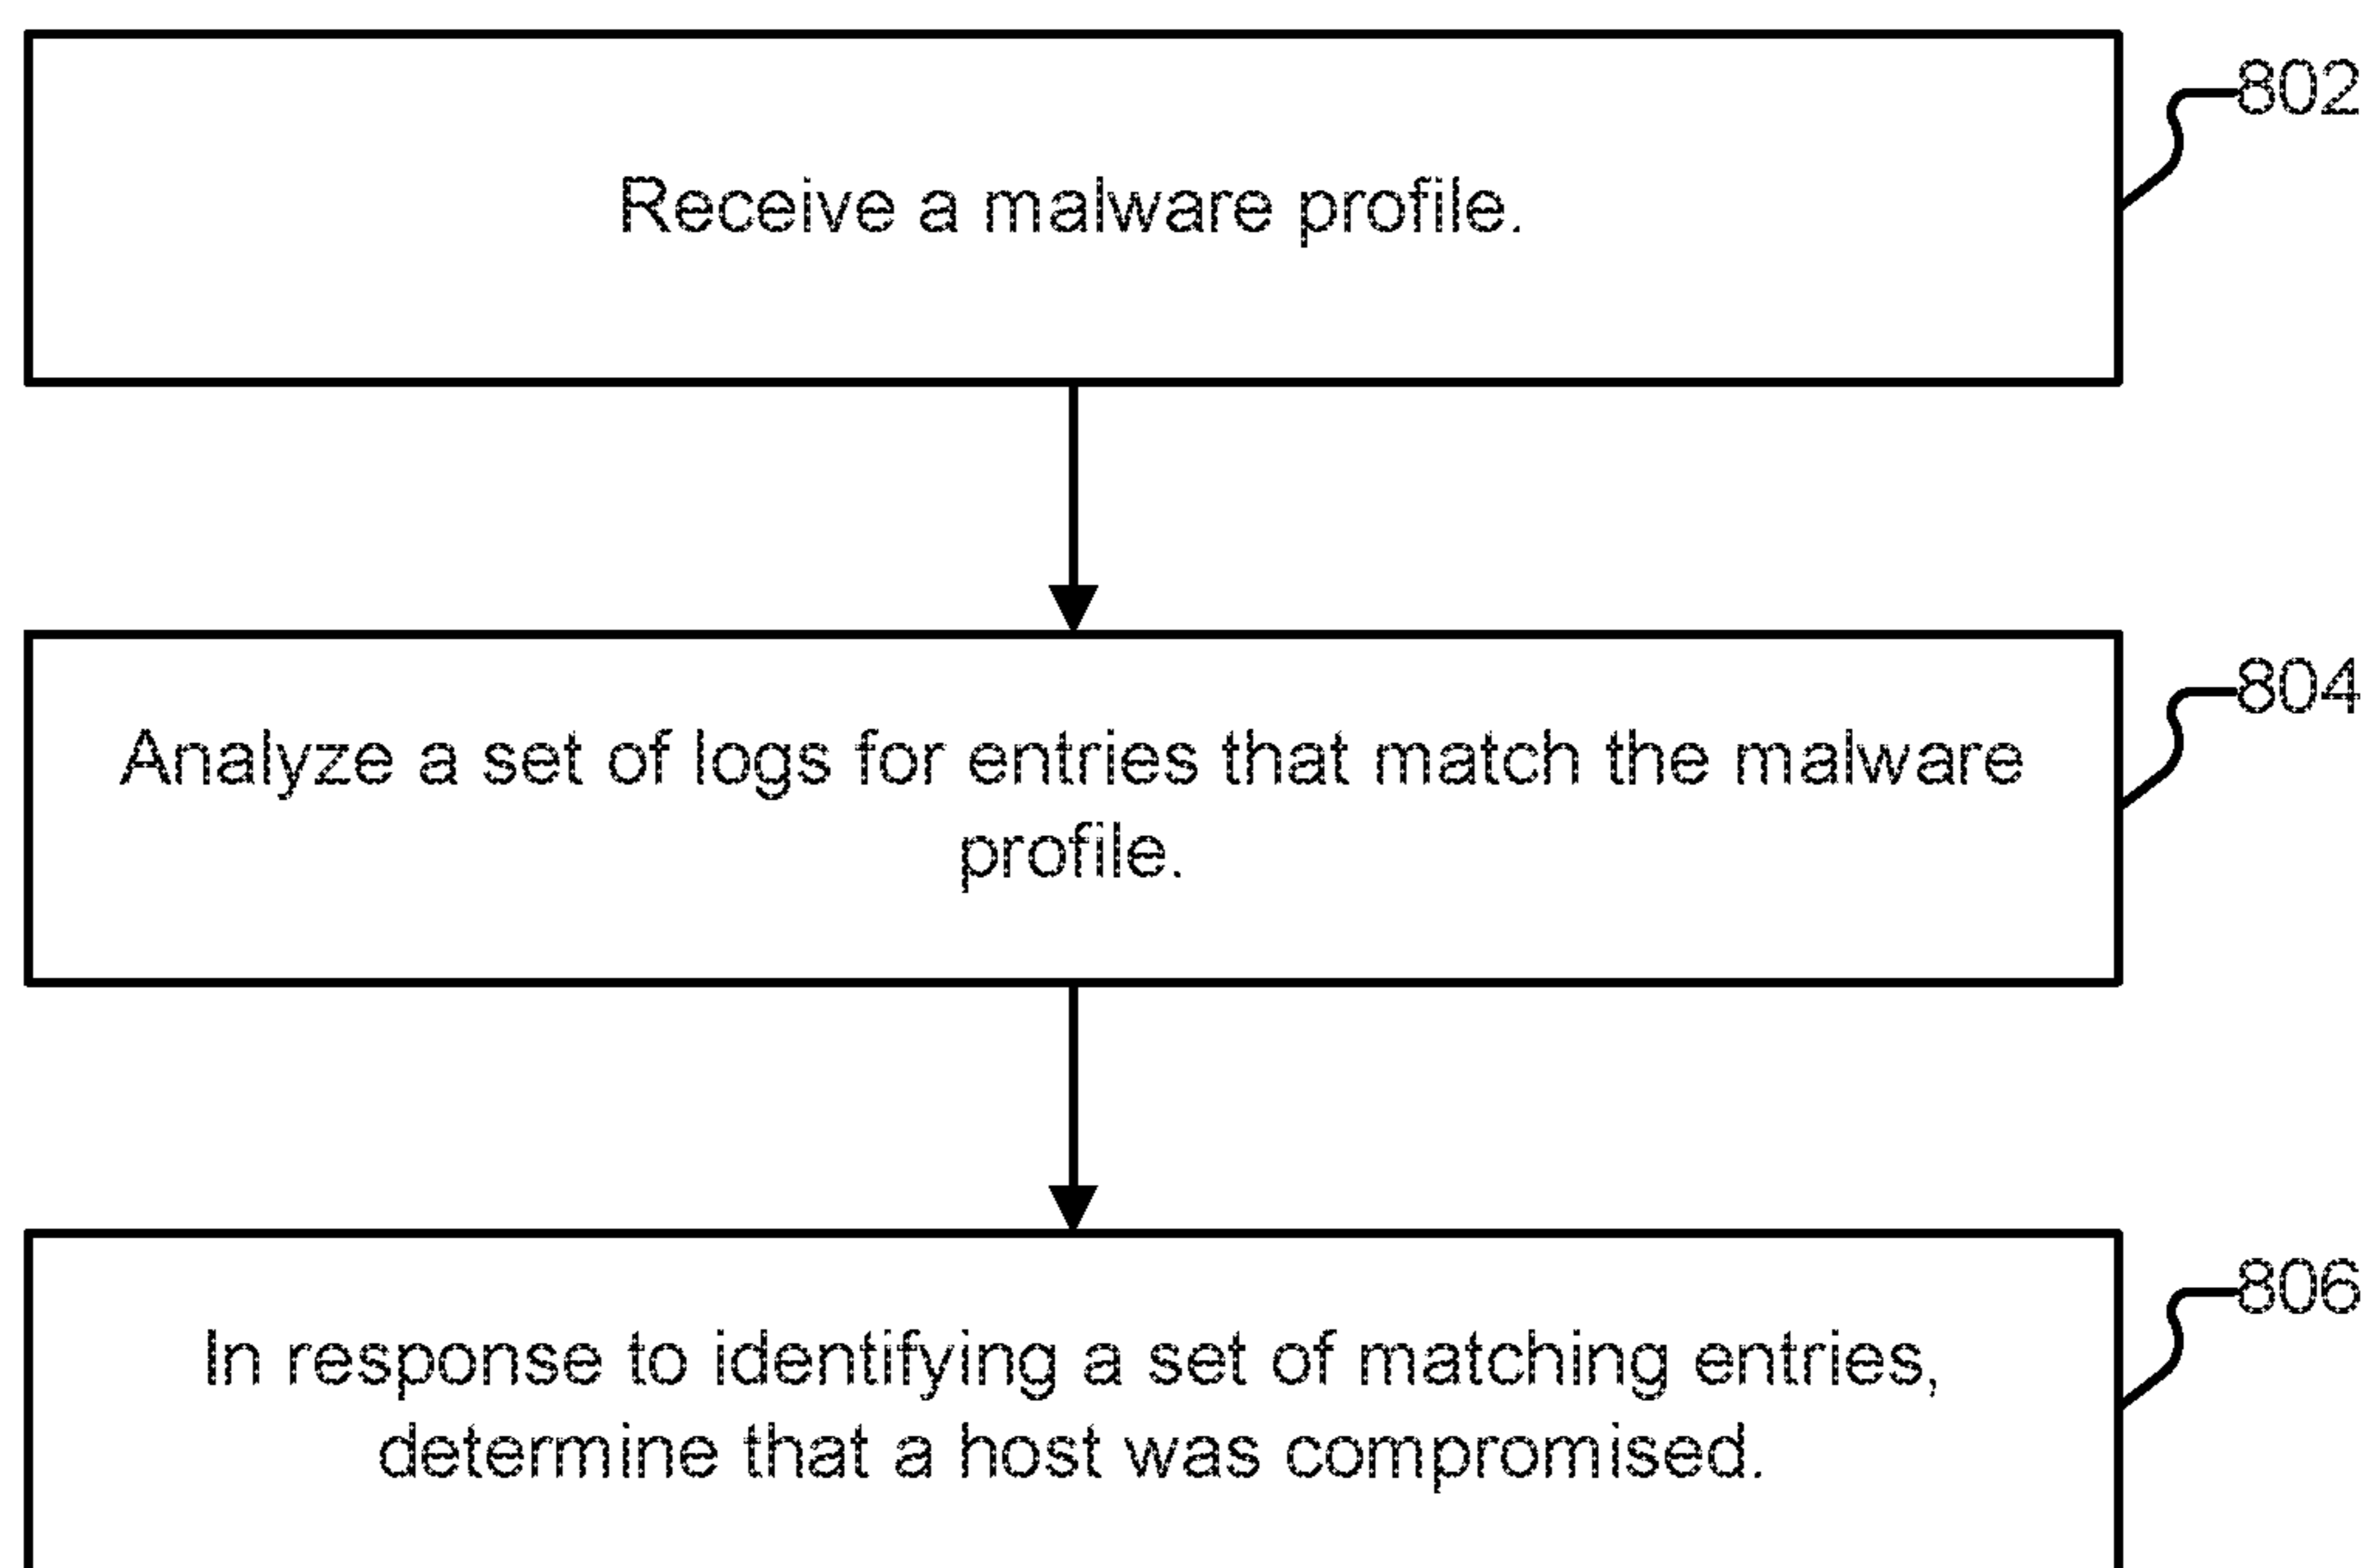 802
Receive a malware profile.
804
Analyze a set of logs for entries that match the malware
profile.
806
In response to identifying a set of matching entries,
determine that a host was compromised.